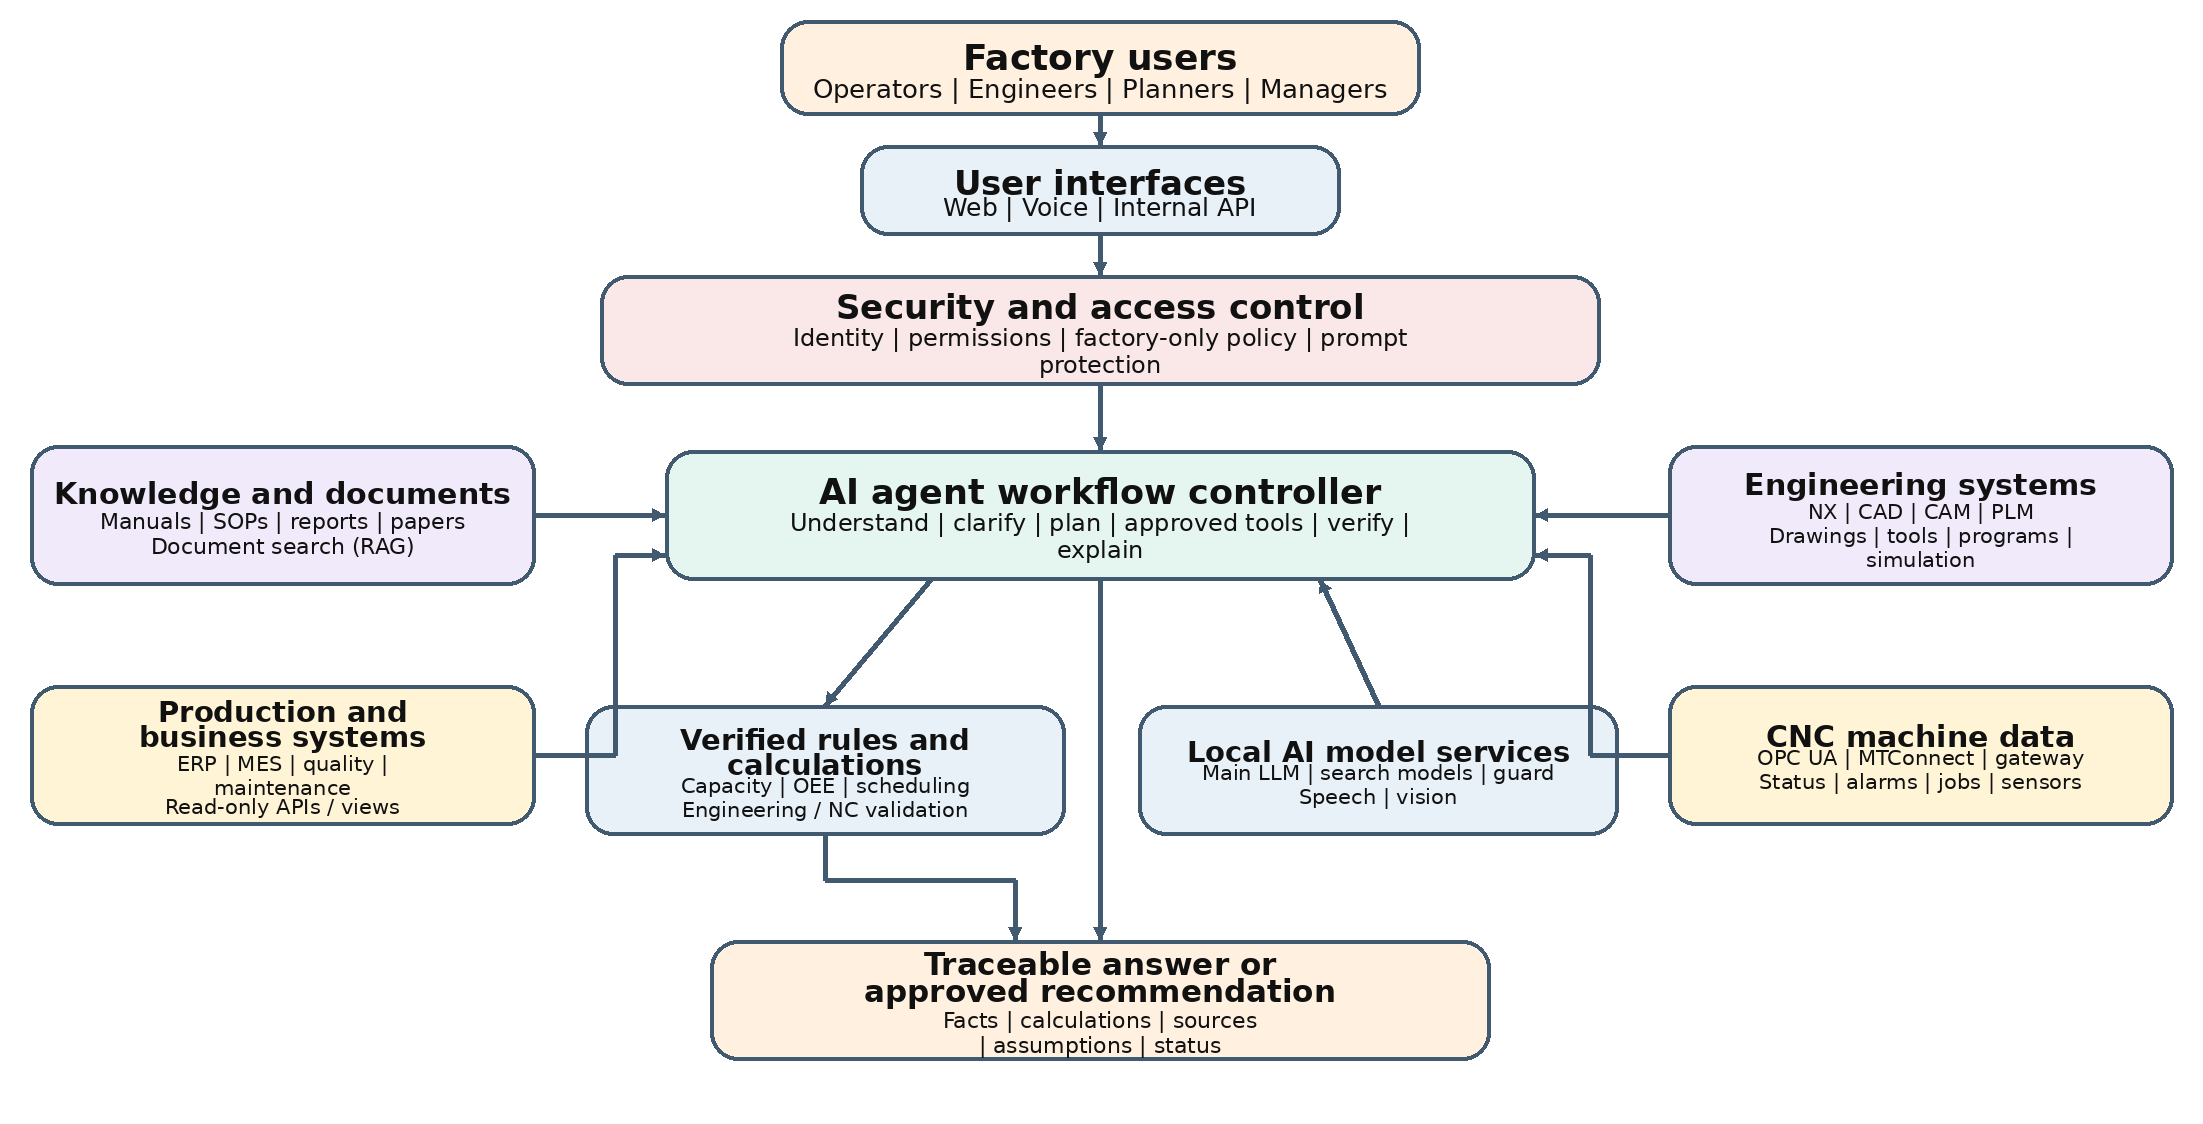 Factory users
Operators | Engineers | Planners | Managers
User interfaces
Web | Voice | Internal API
Security and access control
Identity | permissions | factory-only policy | prompt
protection
Knowledge and documents
Manuals | SOPs | reports | papers
Document search (RAG)
AI agent workflow controller
Understand | clarify | plan | approved tools | verify |
explain
Engineering systems
NX | CAD | CAM | PLM
Drawings | tools | programs |
simulation
Production and
business systems
ERP | MES | quality |
maintenance
Read-only APIs / views
Verified rules and
calculations
Capacity | OEE | scheduling
Engineering / NC validation
Local AI model services
Main LLM | search models | guard
Speech | vision
CNC machine data
OPC UA | MTConnect | gateway
Status | alarms | jobs | sensors
Traceable answer or
approved recommendation
Facts | calculations | sources
| assumptions | status